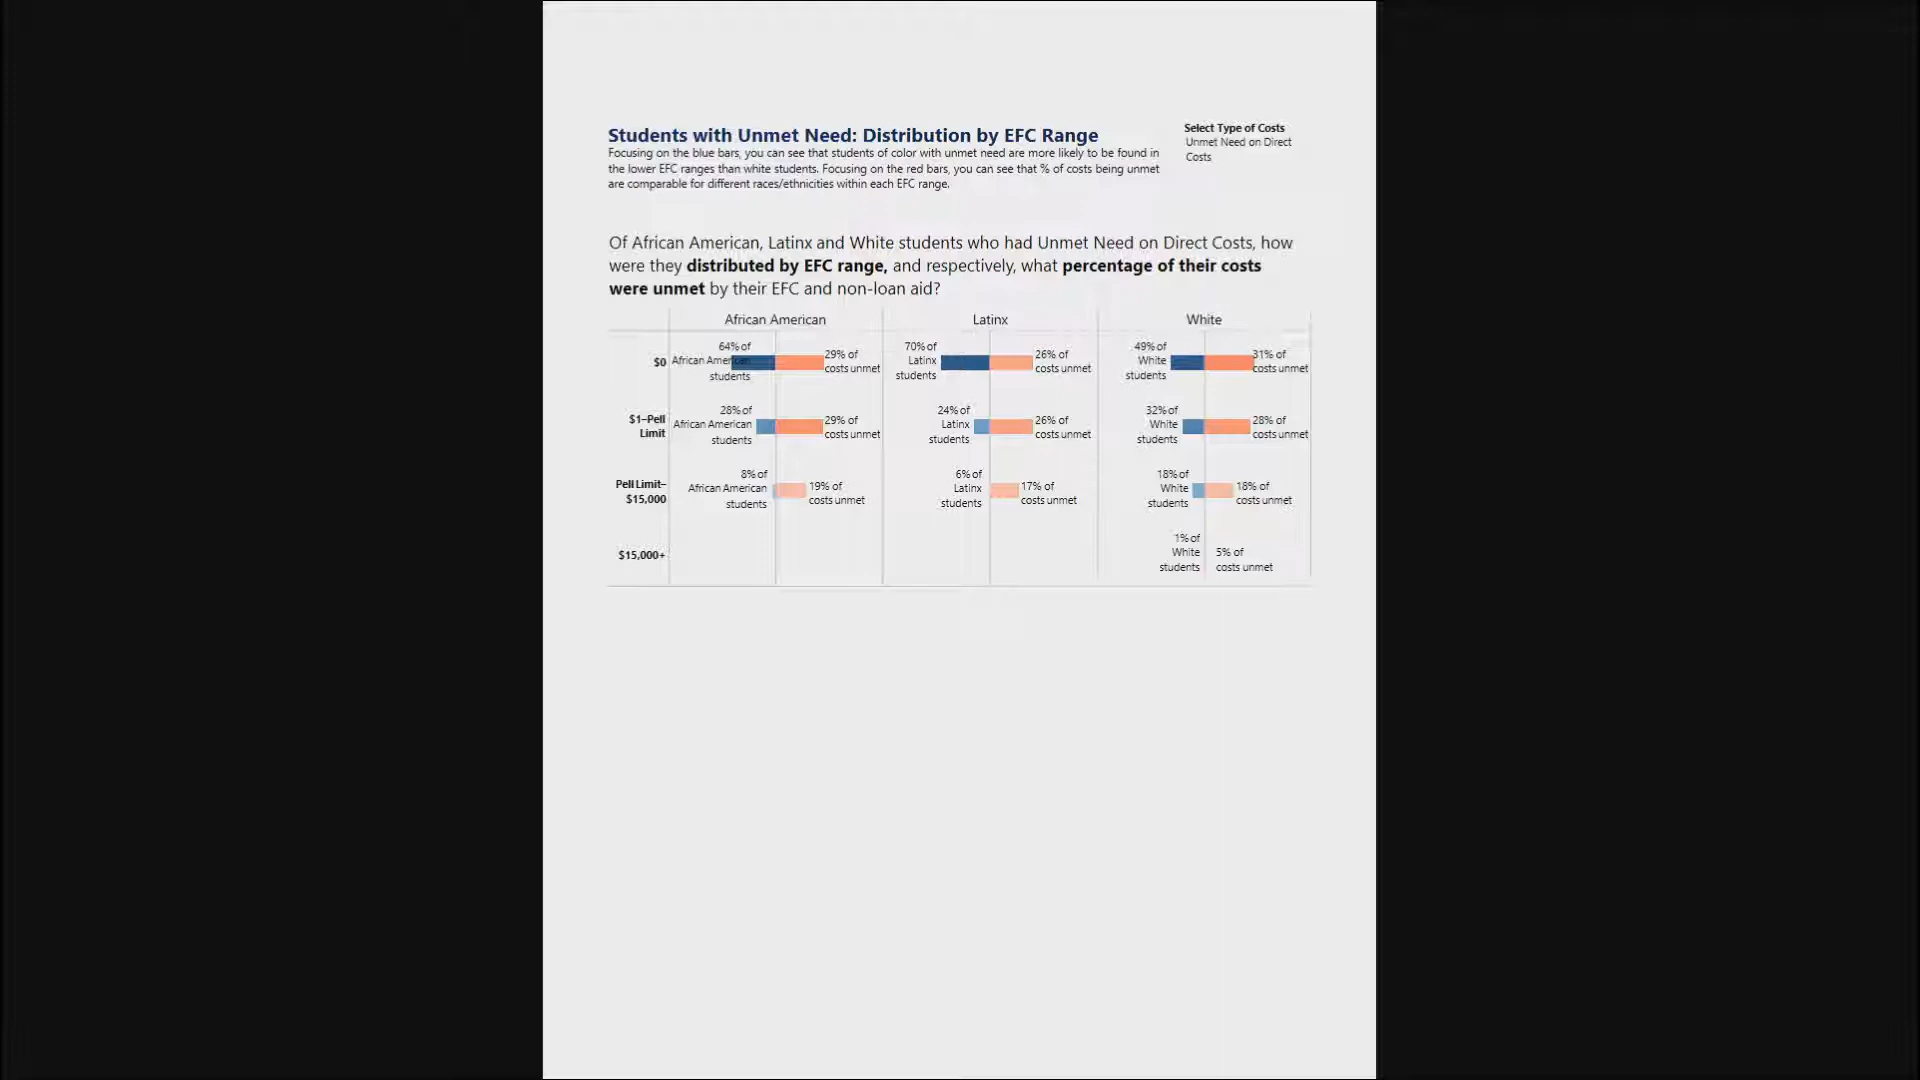 Students with Unmet Need: Distribution by EFC Range
Focusing on the blue bars, you can see that students of color with unmet need are more likely to be found in
the lower EFC ranges than white students. Focusing on the red bars, you can see that % of costs being unmet
are comparable for different races/ethnicities within each EFC range.
Select Type of Costs
Unmet Need on Direct
Costs
Of African American, Latinx and White students who had Unmet Need on Direct Costs, how
were they distributed by EFC range, and respectively, what percentage of their costs
were unmet by their EFC and non-loan aid?
African American
Latinx
White
$0
64% of
African American
students
29% of
costs unmet
70% of
Latinx
students
26% of
costs unmet
49% of
White
students
31% of
costs unmet
$1–Pell
Limit
28% of
African American
students
29% of
costs unmet
24% of
Latinx
students
26% of
costs unmet
32% of
White
students
28% of
costs unmet
Pell Limit–
$15,000
8% of
African American
students
19% of
costs unmet
6% of
Latinx
students
17% of
costs unmet
18% of
White
students
18% of
costs unmet
$15,000+
1% of
White
students
5% of
costs unmet